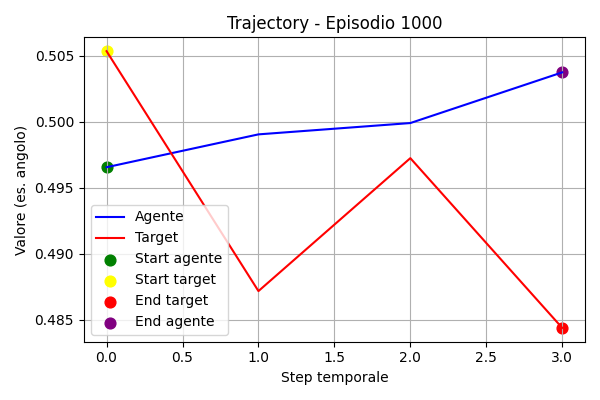 Trajectory - Episodio 1000
Valore (es. angolo)
0.505
0.500
0.495
0.490
0.485
Agente
Target
Start agente
Start target
End target
End agente
0.0 0.5 1.0 1.5 2.0 2.5 3.0
Step temporale